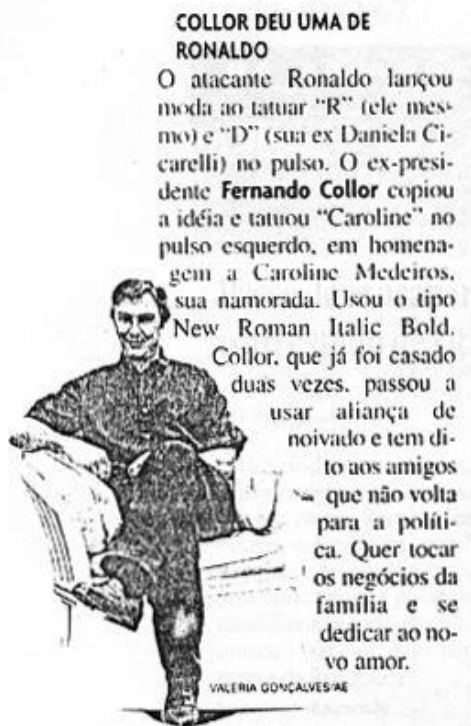 COLLOR DEU UMA DE
RONALDO
O atacante Ronaldo lançou
moda ao tatuar “R” (ele mes-
mo) e “D” (sua ex Daniela Ci-
carelli) no pulso. O ex-presi-
dente Fernando Collor copiou
a idéia e tatuou “Caroline” no
pulso esquerdo, em homena-
gem a Caroline Medeiros,
sua namorada. Usou o tipo
New Roman Italic Bold.
Collor, que já foi casado
duas vezes, passou a
usar aliança de
noivado e tem di-
to aos amigos
que não volta
para a políti-
ca. Quer tocar
os negócios da
família e se
dedicar ao no-
vo amor.
VALERIA GONÇALVES/AE